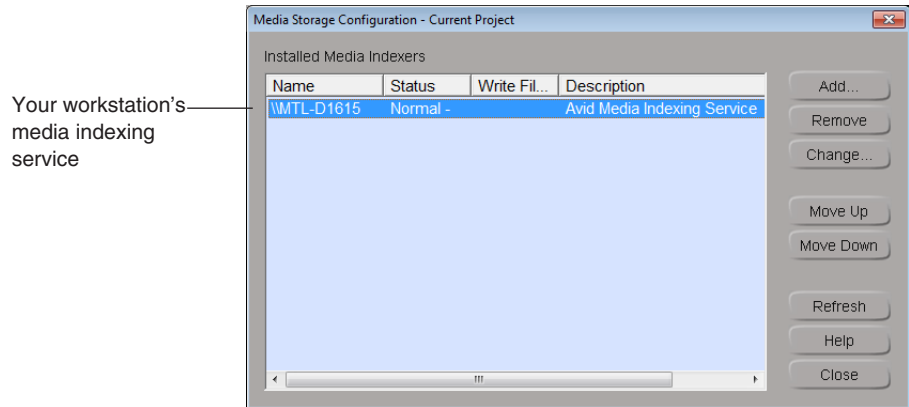 Media Storage Configuration - Current Project
Installed Media Indexers
Name Status Write Fil... Description
\\MTL-D1615 Normal - Avid Media Indexing Service
Your workstation's
media indexing
service
Add...
Remove
Change...
Move Up
Move Down
Refresh
Help
Close